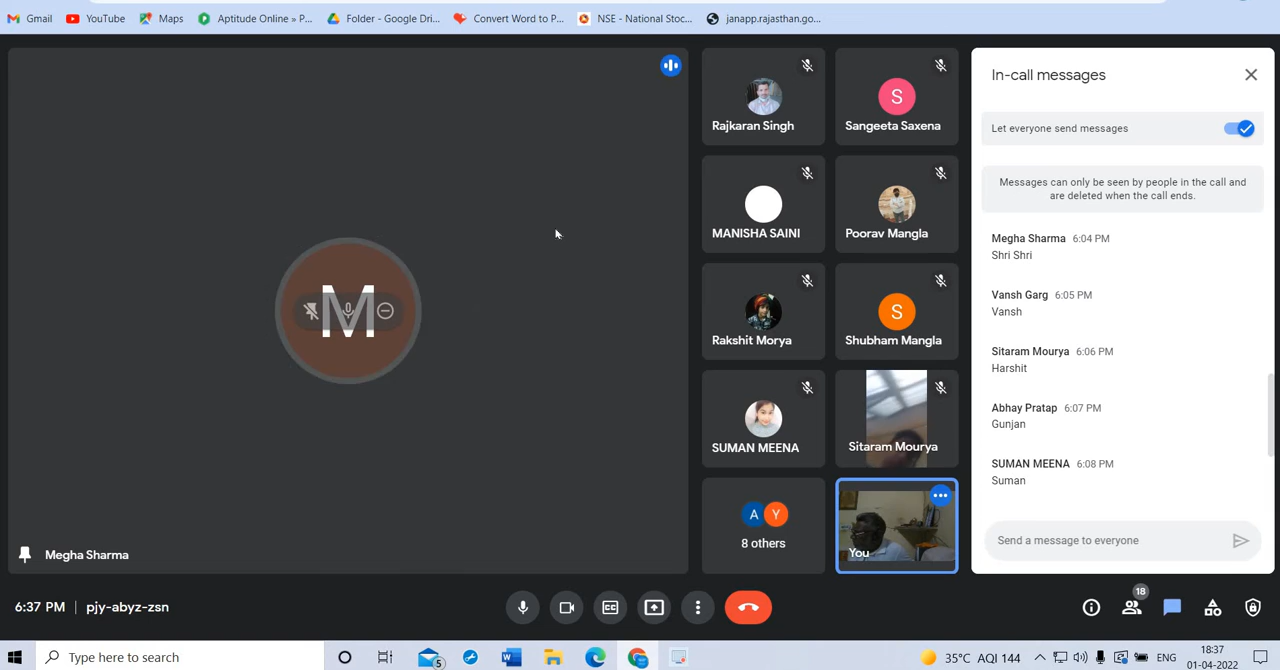 Gmail
YouTube
Maps
Aptitude Online » P...
Folder - Google Dri...
Convert Word to P...
NSE - National Stoc...
janapp.rajasthan.go...
M
Megha Sharma
Rajkaran Singh
S
Sangeeta Saxena
MANISHA SAINI
Poorav Mangla
Rakshit Morya
S
Shubham Mangla
SUMAN MEENA
Sitaram Mourya
A Y
8 others
You
In-call messages
Let everyone send messages
Messages can only be seen by people in the call and
are deleted when the call ends.
Megha Sharma 6:04 PM
Shri Shri
Vansh Garg 6:05 PM
Vansh
Sitaram Mourya 6:06 PM
Harshit
Abhay Pratap 6:07 PM
Gunjan
SUMAN MEENA 6:08 PM
Suman
Send a message to everyone
6:37 PM | pjy-abyz-zsn
CC
18
Type here to search
5
W
35°C AQI 144
ENG
18:37
01-04-2022